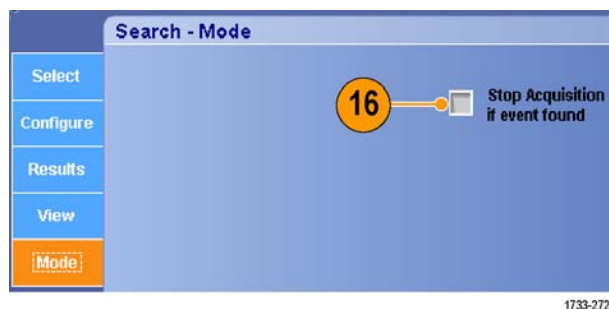 Search - Mode
Select
Configure
Results
View
Mode
16
Stop Acquisition
if event found
1733-272